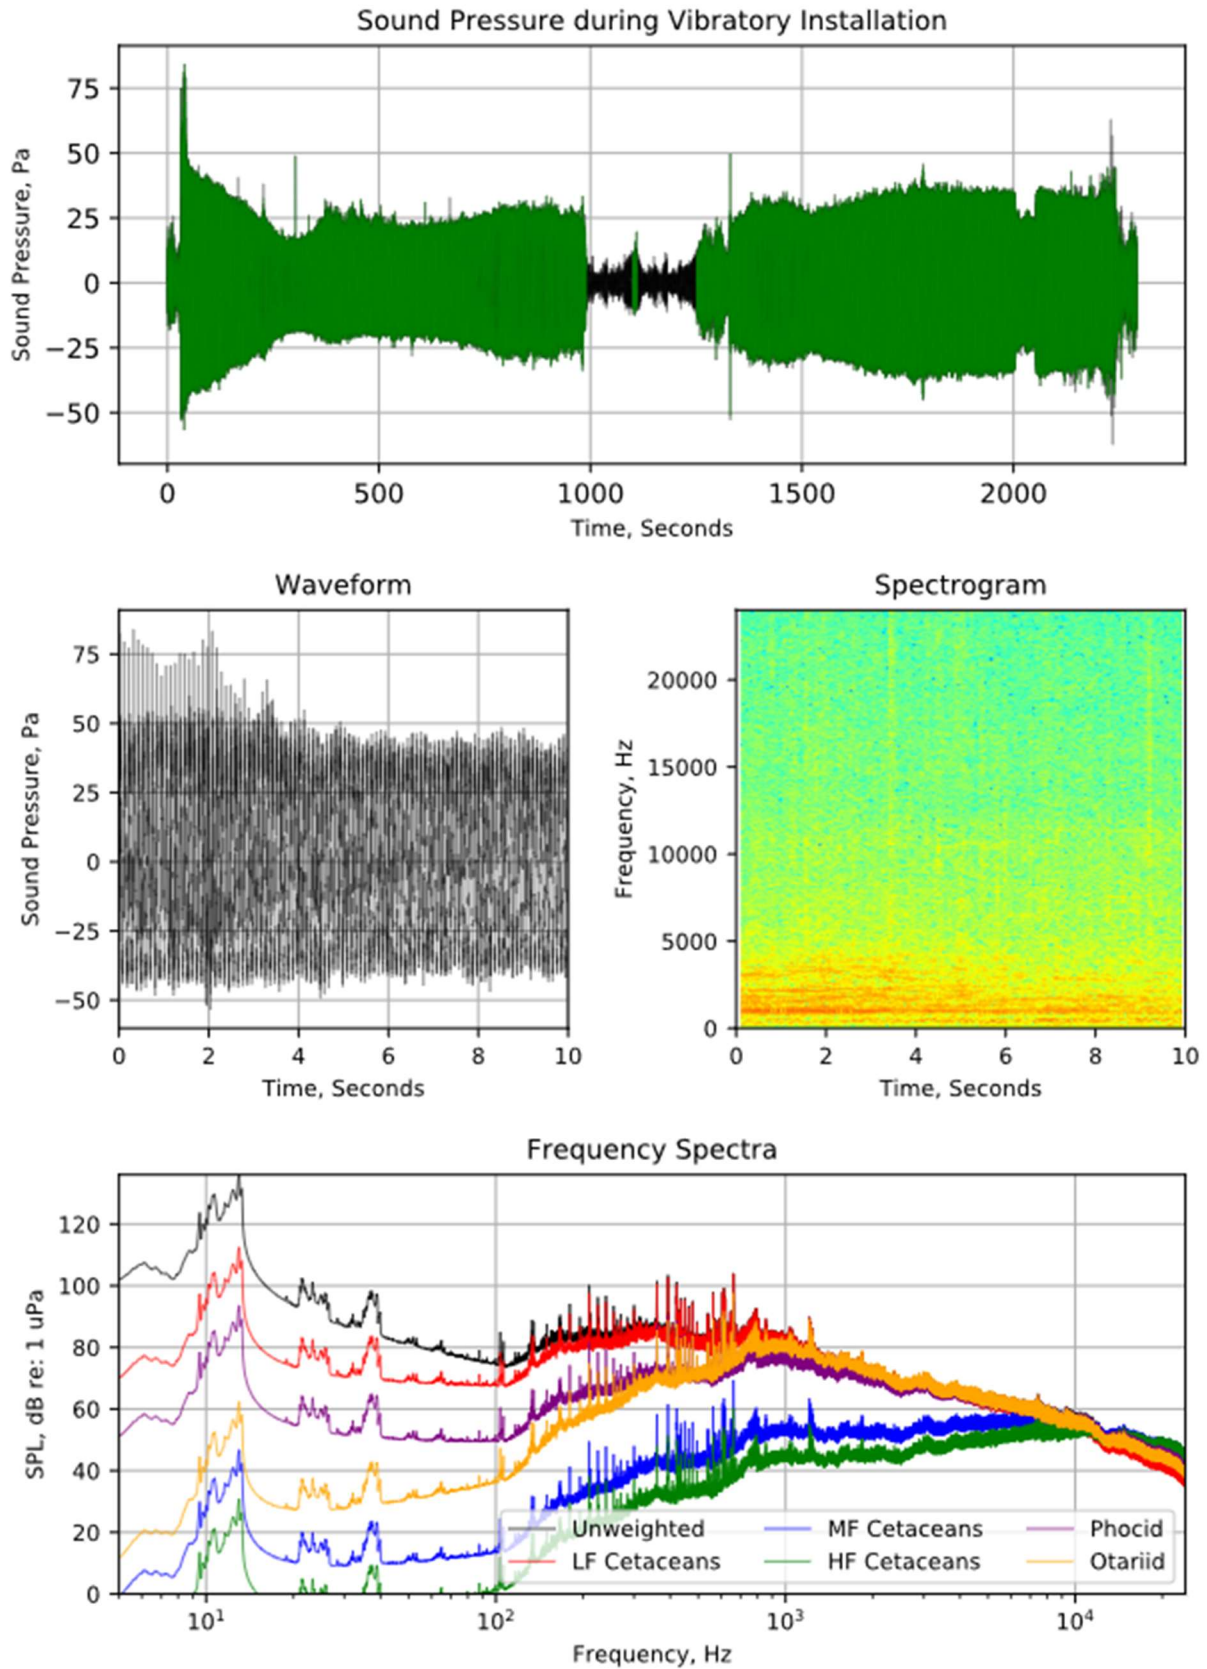 Sound Pressure during Vibratory Installation
Sound Pressure, Pa
75
50
25
0
−25
−50
0 500 1000 1500 2000
Time, Seconds
Waveform
Sound Pressure, Pa
75
50
25
0
−25
−50
0 2 4 6 8 10
Time, Seconds
Spectrogram
Frequency, Hz
20000
15000
10000
5000
0
0 2 4 6 8 10
Time, Seconds
Frequency Spectra
SPL, dB re: 1 uPa
120
100
80
60
40
20
0
Unweighted MF Cetaceans Phocid
LF Cetaceans HF Cetaceans Otariid
10¹ 10² 10³ 10⁴
Frequency, Hz